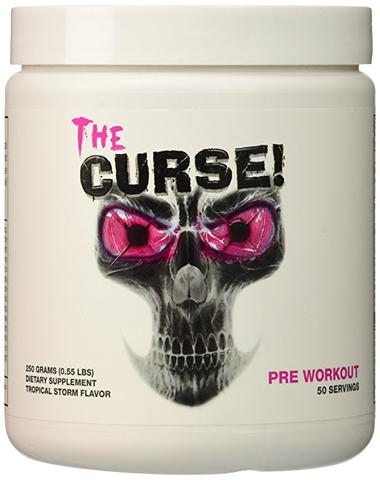 THE
CURSE!
250 GRAMS (0.55 LBS)
DIETARY SUPPLEMENT
TROPICAL STORM FLAVOR
PRE WORKOUT
50 SERVINGS